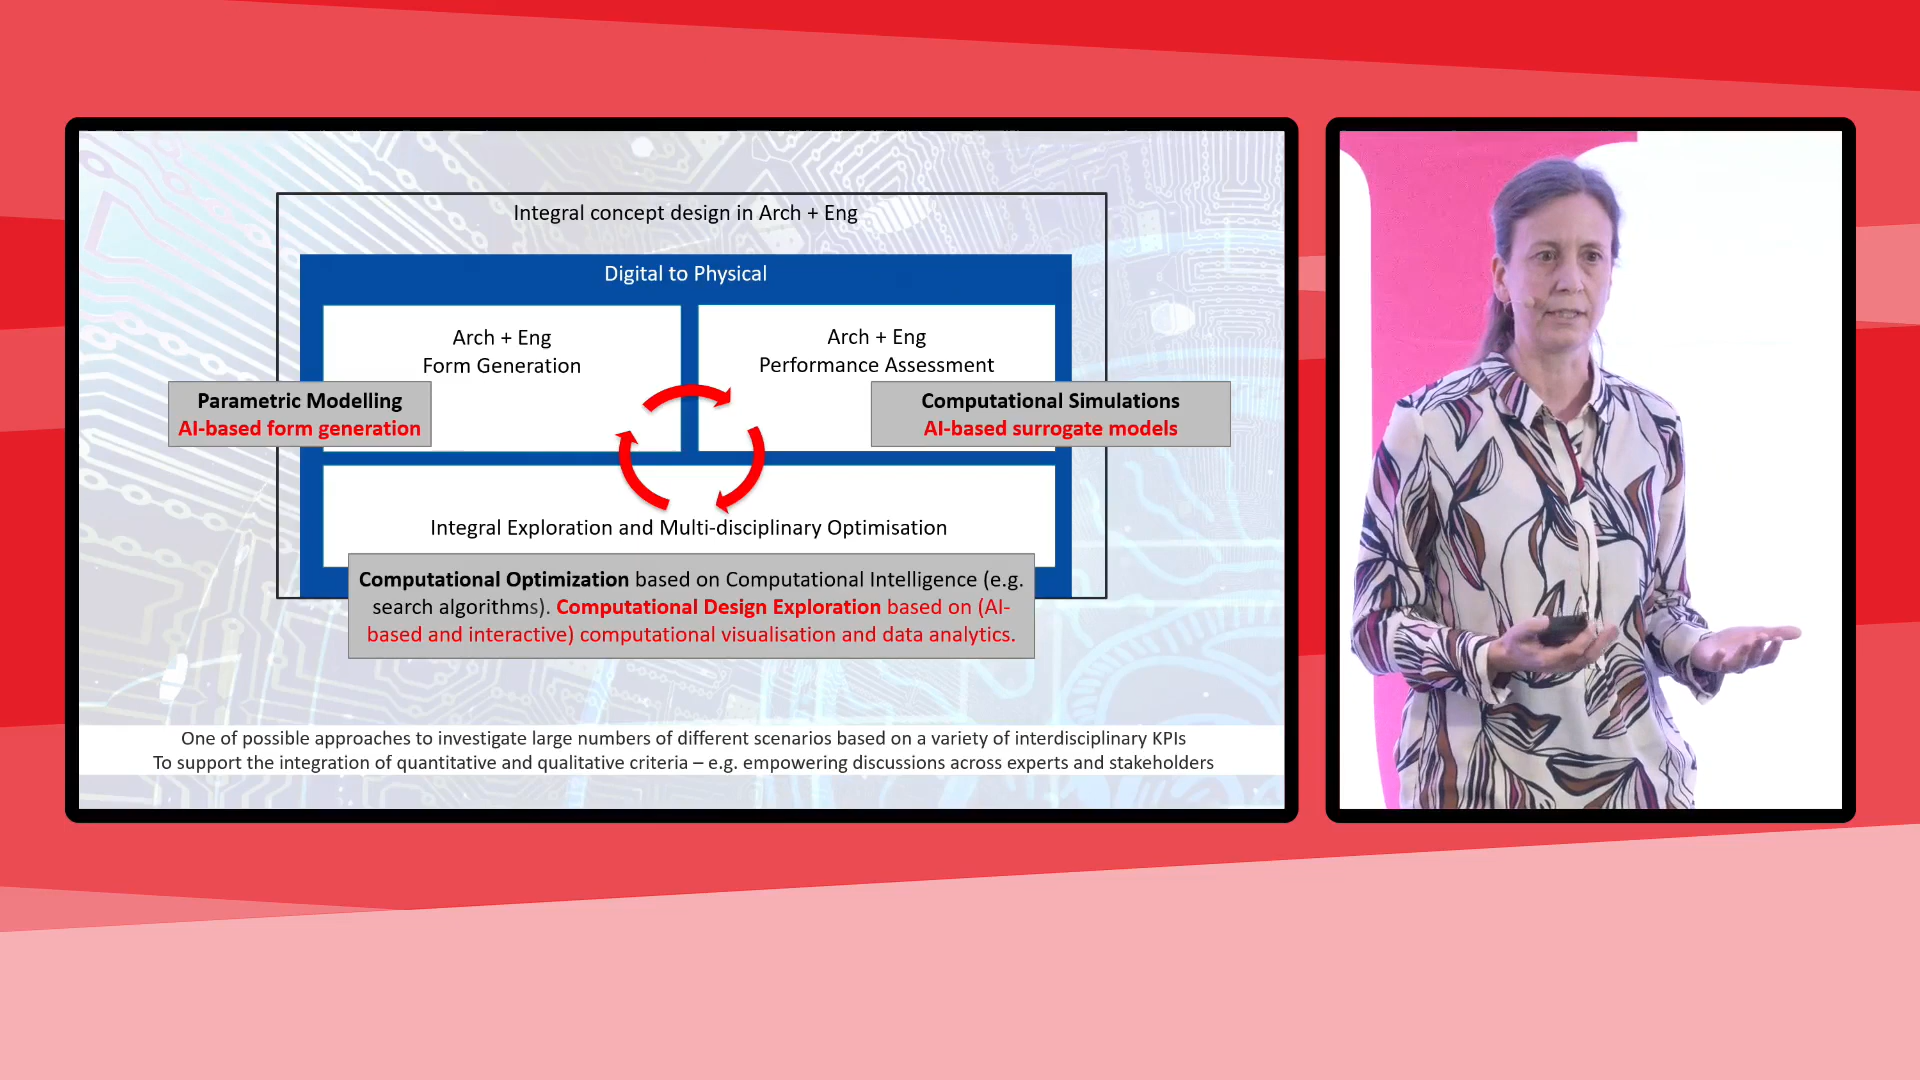 Integral concept design in Arch + Eng
Digital to Physical
Arch + Eng
Form Generation
Arch + Eng
Performance Assessment
Parametric Modelling
AI-based form generation
Computational Simulations
AI-based surrogate models
Integral Exploration and Multi-disciplinary Optimisation
Computational Optimization based on Computational Intelligence (e.g.
search algorithms). Computational Design Exploration based on (AI-
based and interactive) computational visualisation and data analytics.
One of possible approaches to investigate large numbers of different scenarios based on a variety of interdisciplinary KPIs
To support the integration of quantitative and qualitative criteria – e.g. empowering discussions across experts and stakeholders